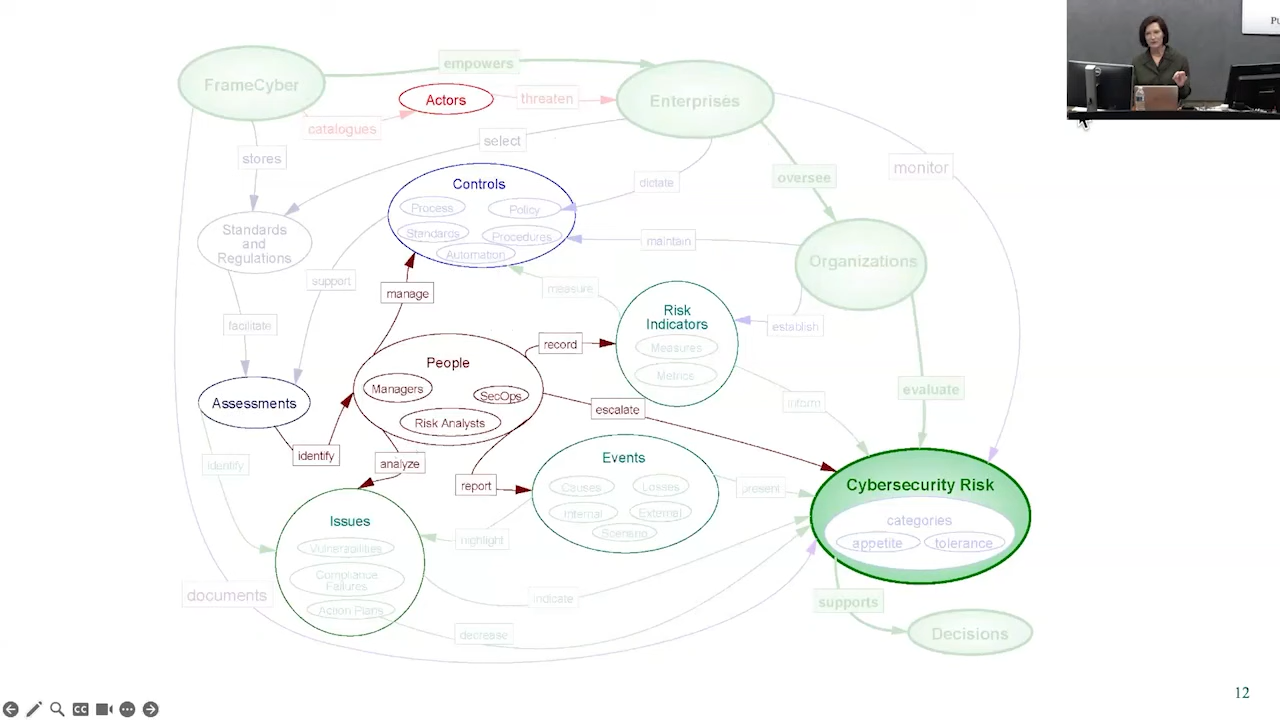 FrameCyber
empowers
Actors
threaten
Enterprises
catalogues
select
stores
monitor
Controls
dictate
oversee
Process
Policy
Standards
Procedures
Automation
Standards
and
Regulations
maintain
Organizations
support
manage
measure
Risk
Indicators
Measures
Metrics
establish
facilitate
People
record
Managers
SecOps
Risk Analysts
Assessments
escalate
inform
evaluate
identify
analyze
identify
report
Events
Causes
Losses
Internal
External
Scenario
present
Cybersecurity Risk
categories
appetite
tolerance
Issues
Vulnerabilities
Compliance
Failures
Action Plans
highlight
documents
indicate
decrease
supports
Decisions
12
CC
Pu